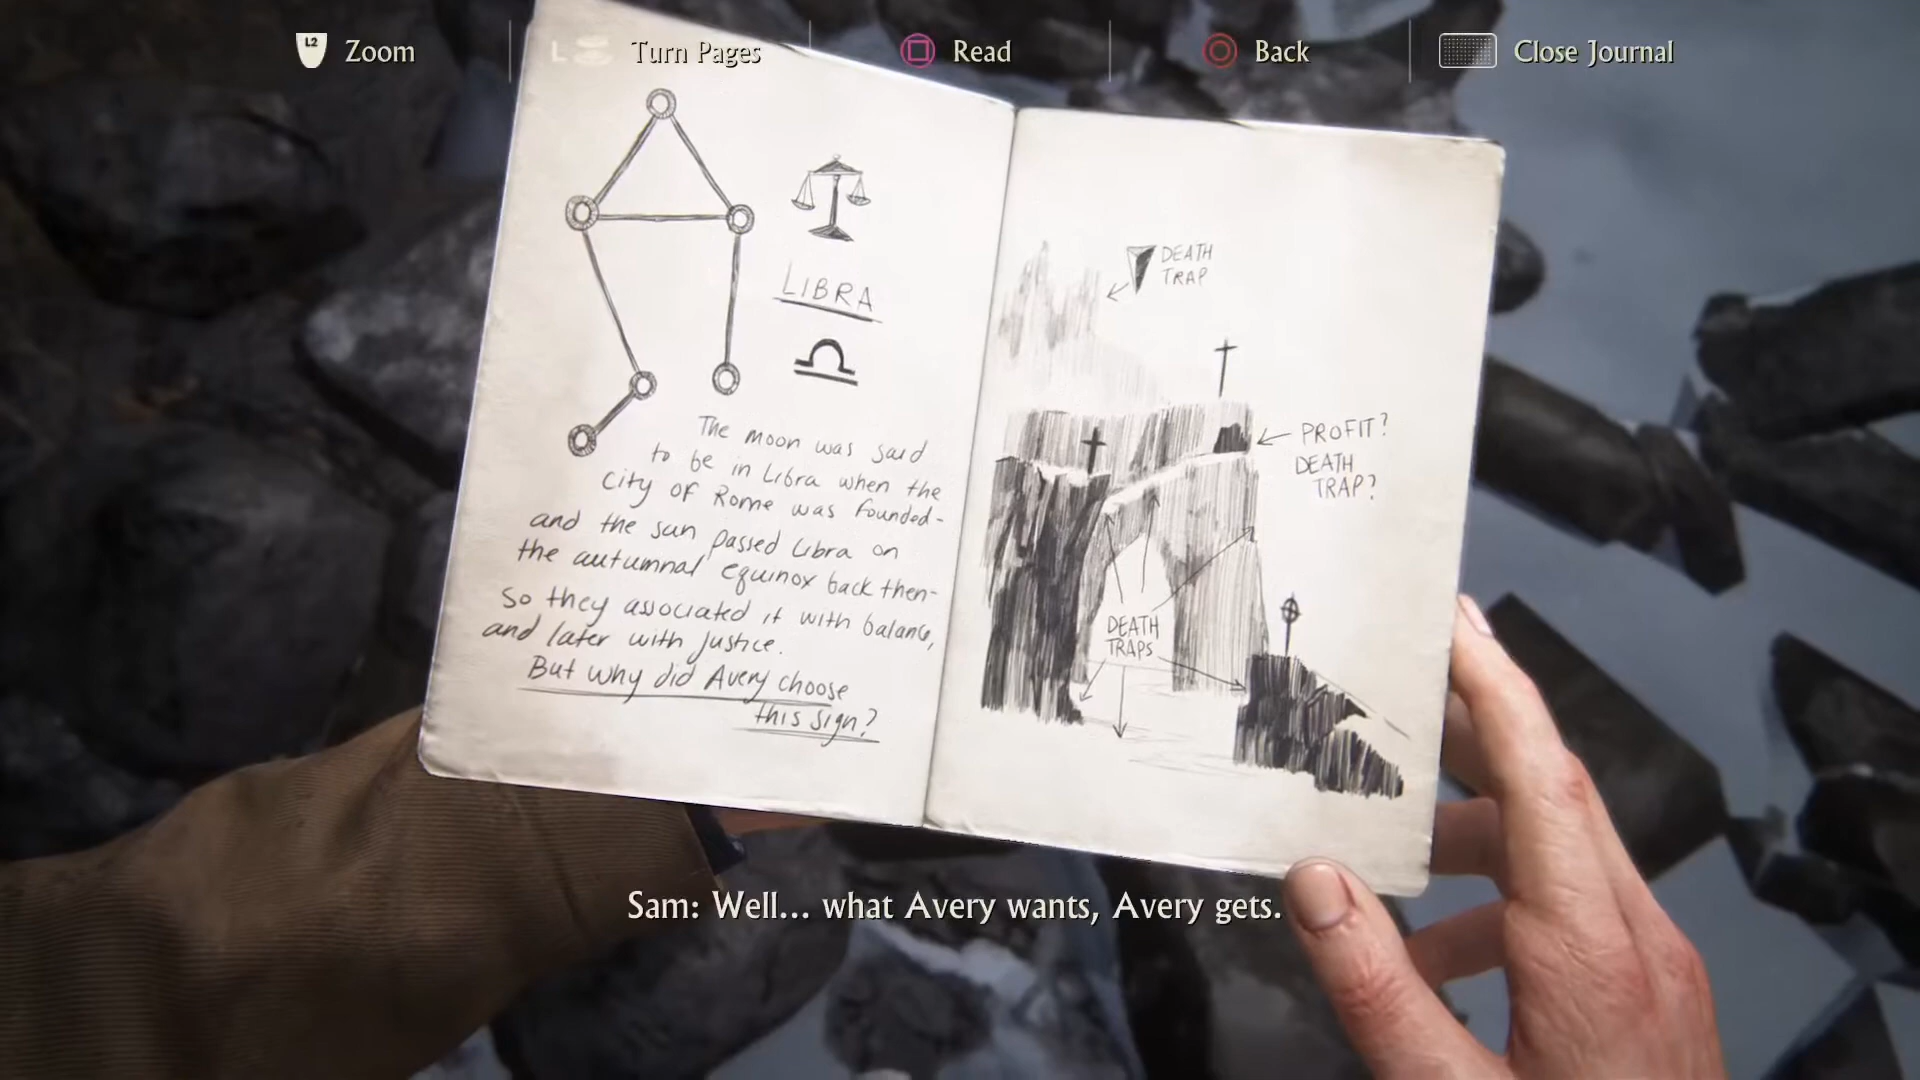 L2 Zoom
L Turn Pages
Read
Back
Close Journal
LIBRA
The moon was said
to be in Libra when the
City of Rome was founded-
and the sun passed Libra on
the autumnal equinox back then-
So they associated it with balance,
and later with justice.
But why did Avery choose
this sign?
DEATH
TRAP
PROFIT?
DEATH
TRAP?
DEATH
TRAPS
Sam: Well... what Avery wants, Avery gets.